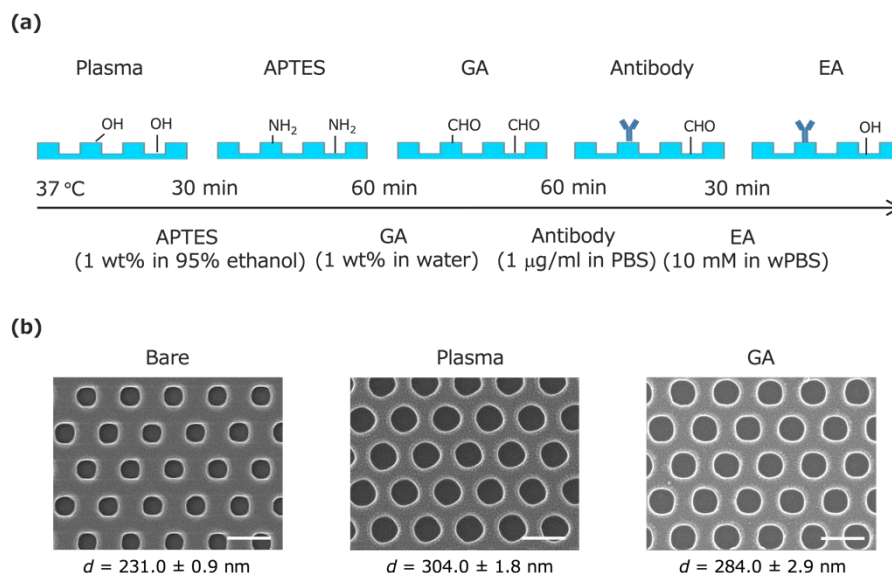 (a)
Plasma APTES GA Antibody EA
OH OH NH₂ NH₂ CHO CHO CHO OH
37 °C 30 min 60 min 60 min 30 min
APTES GA Antibody EA
(1 wt% in 95% ethanol) (1 wt% in water) (1 µg/ml in PBS) (10 mM in wPBS)
(b)
Bare Plasma GA
d = 231.0 ± 0.9 nm d = 304.0 ± 1.8 nm d = 284.0 ± 2.9 nm